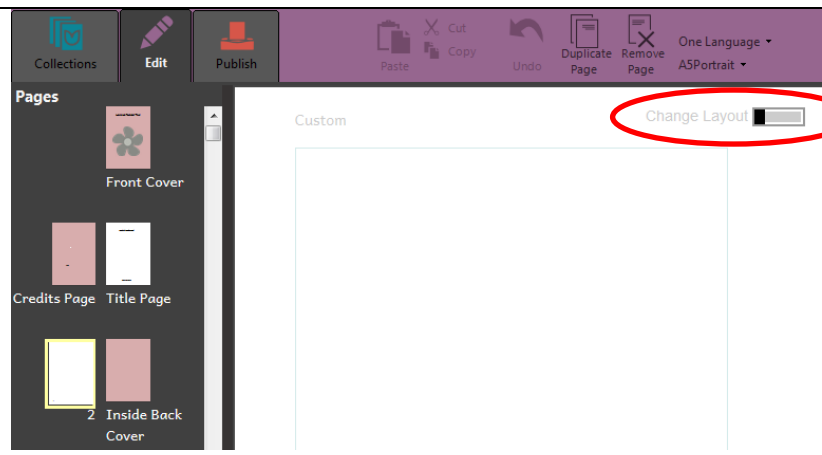 Collections
Edit
Publish
Paste
Cut
Copy
Undo
Duplicate
Page
Remove
Page
One Language
A5Portrait
Pages
Front Cover
Credits Page
Title Page
2
Inside Back
Cover
Custom
Change Layout